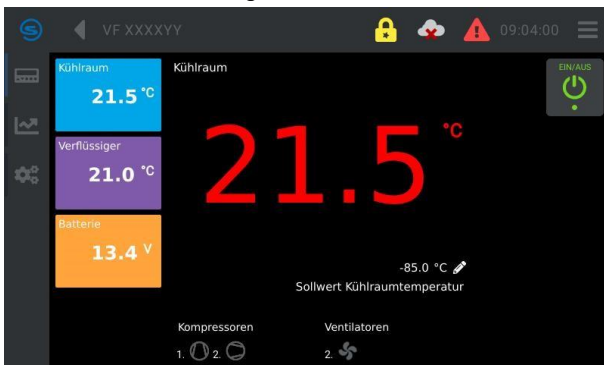 VF XXXXYY
09:04:00
Kühlraum
21.5 °C
Verflüssiger
21.0 °C
Batterie
13.4 V
Kühlraum
21.5 °C
-85.0 °C
Sollwert Kühlraumtemperatur
Kompressoren
1. 2.
Ventilatoren
2.
EIN/AUS